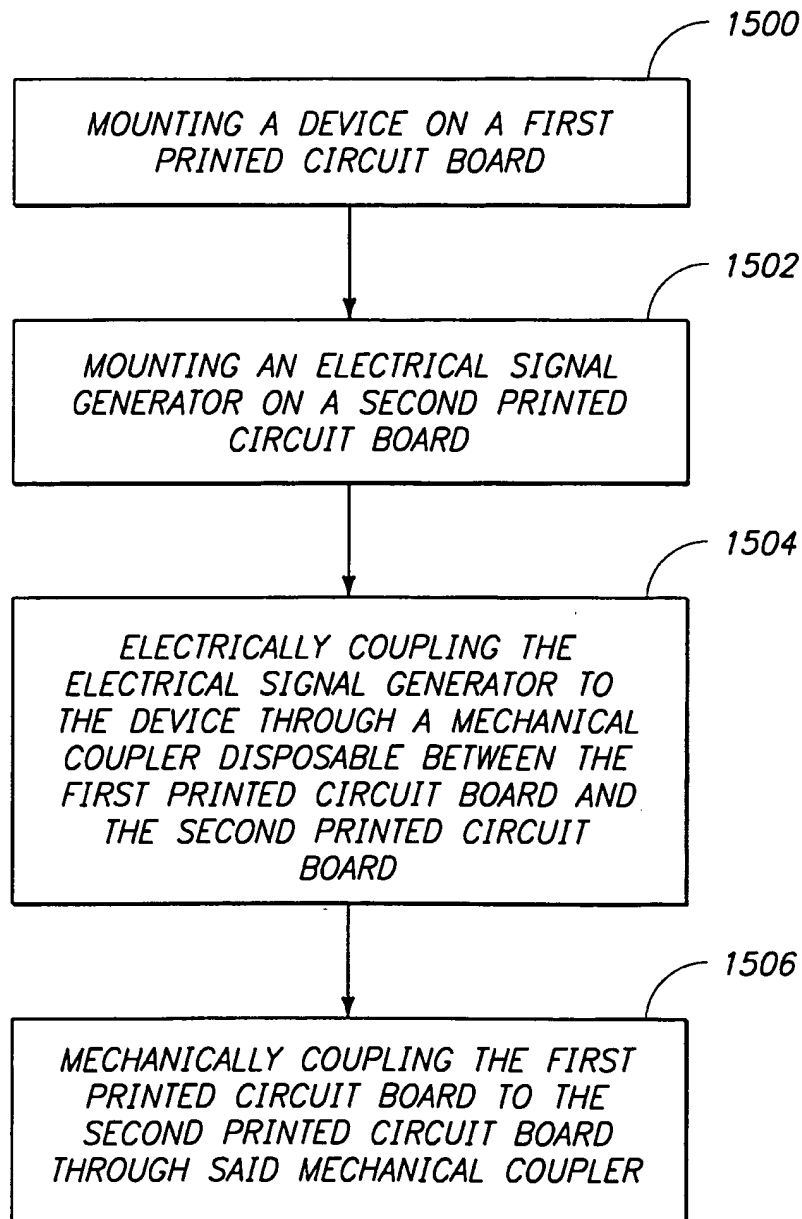 1500
MOUNTING A DEVICE ON A FIRST
PRINTED CIRCUIT BOARD
1502
MOUNTING AN ELECTRICAL SIGNAL
GENERATOR ON A SECOND PRINTED
CIRCUIT BOARD
1504
ELECTRICALLY COUPLING THE
ELECTRICAL SIGNAL GENERATOR TO
THE DEVICE THROUGH A MECHANICAL
COUPLER DISPOSABLE BETWEEN THE
FIRST PRINTED CIRCUIT BOARD AND
THE SECOND PRINTED CIRCUIT
BOARD
1506
MECHANICALLY COUPLING THE FIRST
PRINTED CIRCUIT BOARD TO THE
SECOND PRINTED CIRCUIT BOARD
THROUGH SAID MECHANICAL COUPLER